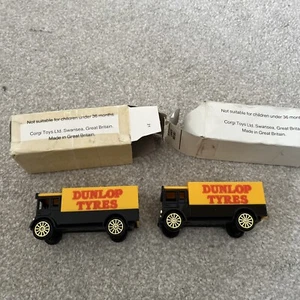 Not suitable for children under 36 months
Corgi Toys Ltd, Swansea, Great Britain.
Made in Great Britain.
Not suitable for children under 36 months
Corgi Toys Ltd, Swansea, Great Britain.
Made in Great Britain.
DUNLOP
TYRES
DUNLOP
TYRES